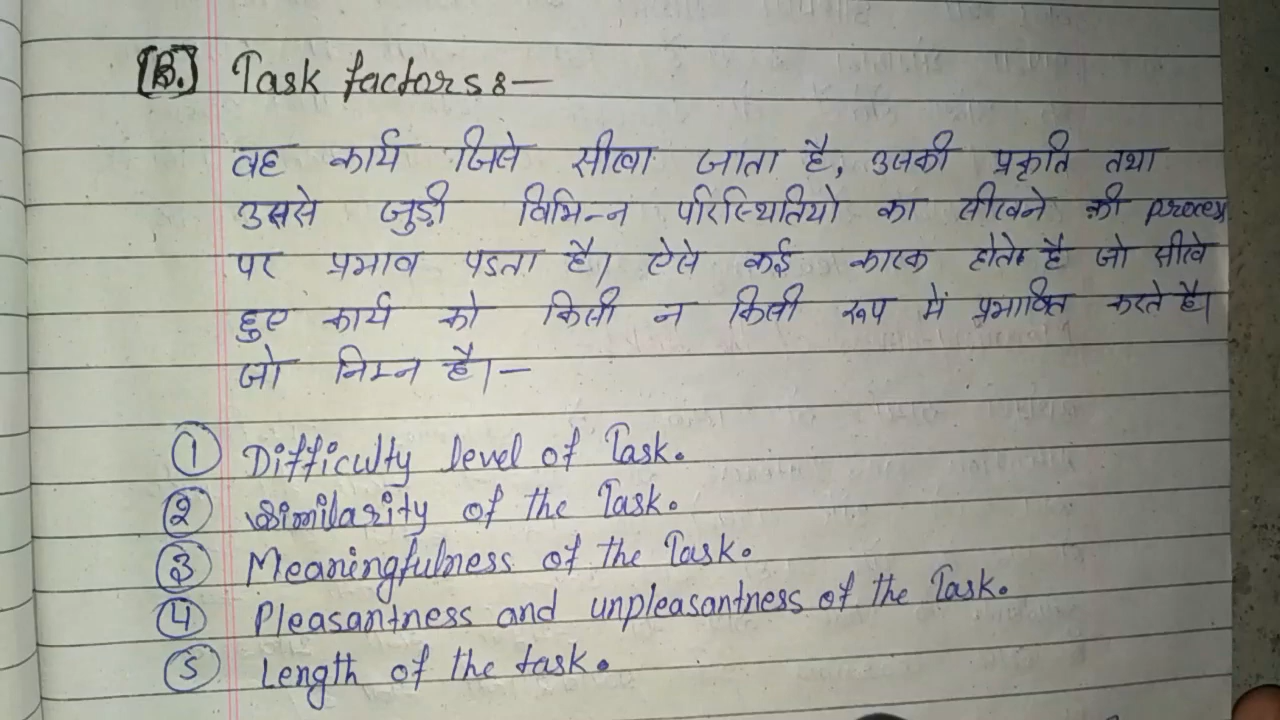 [B.] Task factors:—
वह कार्य जिसे सीखा जाता है, उसकी प्रकृति तथा
उससे जुड़ी विभिन्न परिस्थितियो का सीखने की process
पर प्रभाव पडता है। ऐसे कई कारक होते है जो सीखे
हुए कार्य को किसी न किसी रूप में प्रभावित करते है।
जो निम्न है।—
① Difficulty level of Task.
② Similarity of the Task.
③ Meaningfulness of the Task.
④ Pleasantness and unpleasantness of the Task.
⑤ Length of the task.